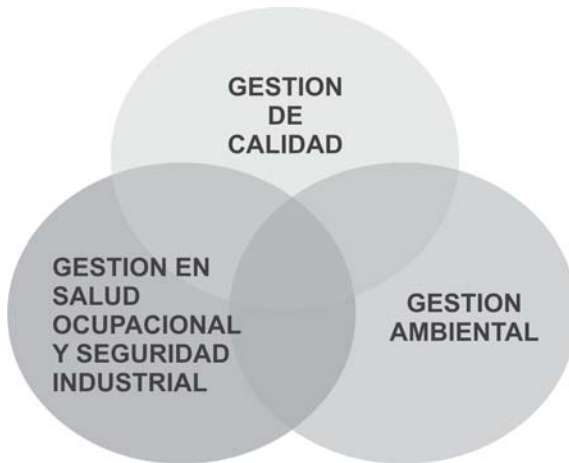 GESTION
DE
CALIDAD
GESTION EN
SALUD
OCUPACIONAL
Y SEGURIDAD
INDUSTRIAL
GESTION
AMBIENTAL